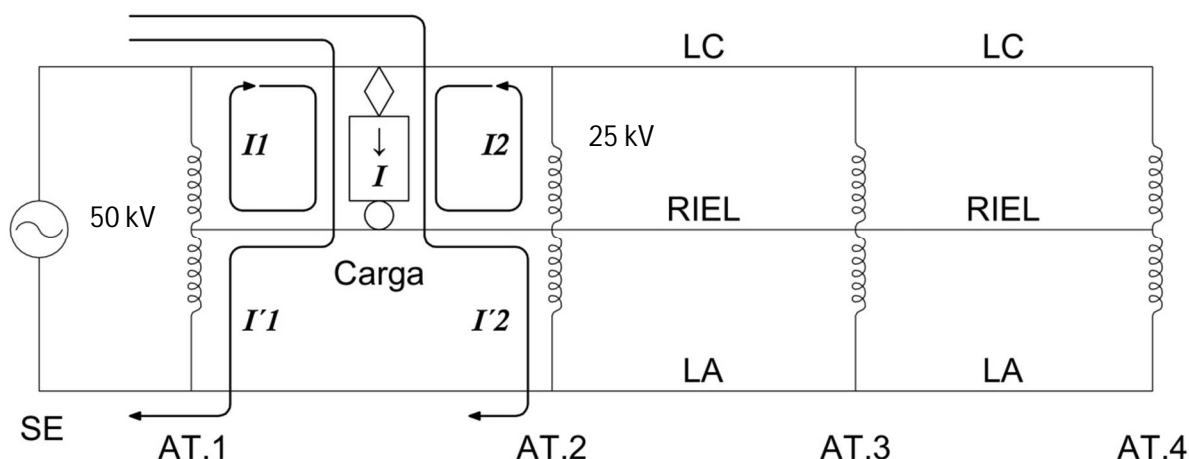 LC LC
I1
↓
I
I2
25 kV
50 kV
RIEL RIEL
Carga
I´1
I´2
LA LA
SE
AT.1 AT.2 AT.3 AT.4